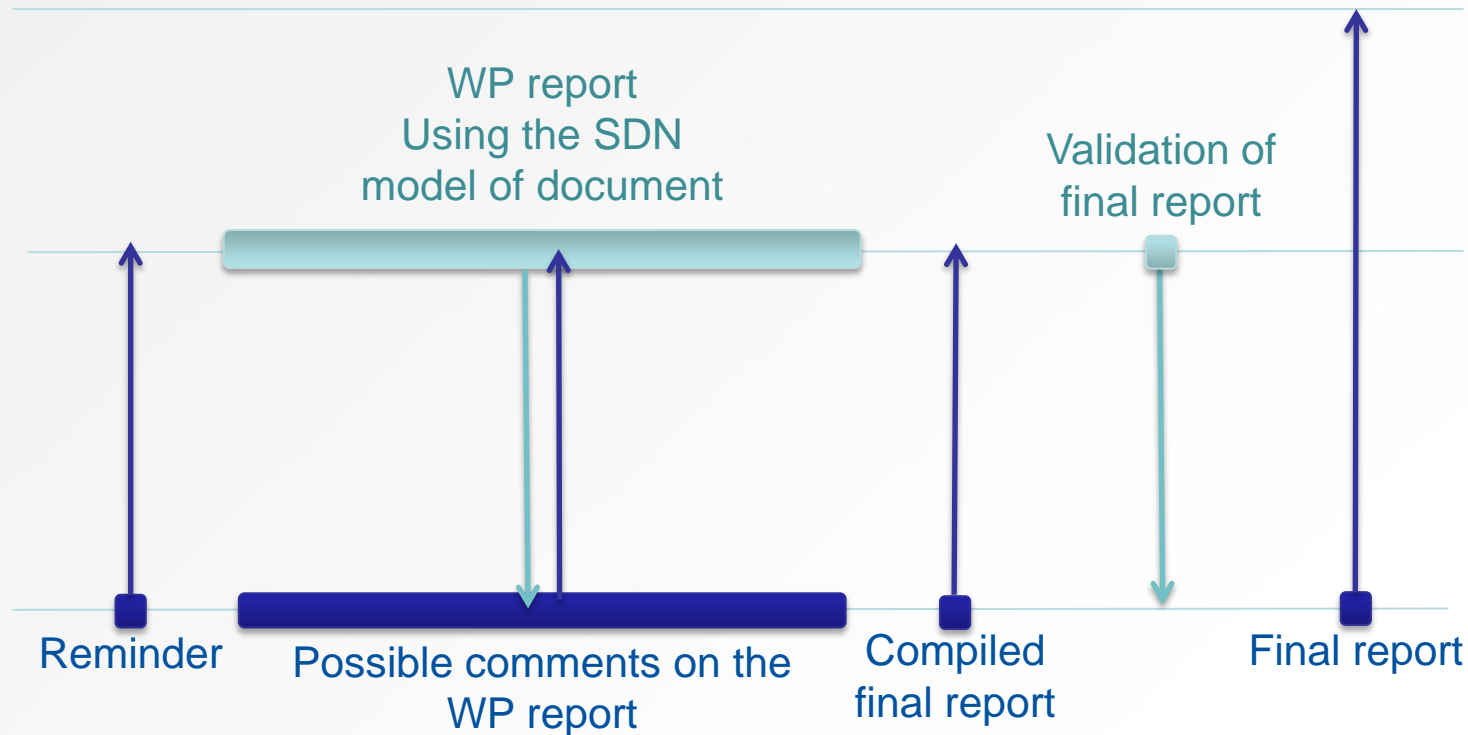 WP report
Using the SDN
model of document
Validation of
final report
Reminder
Possible comments on the
WP report
Compiled
final report
Final report